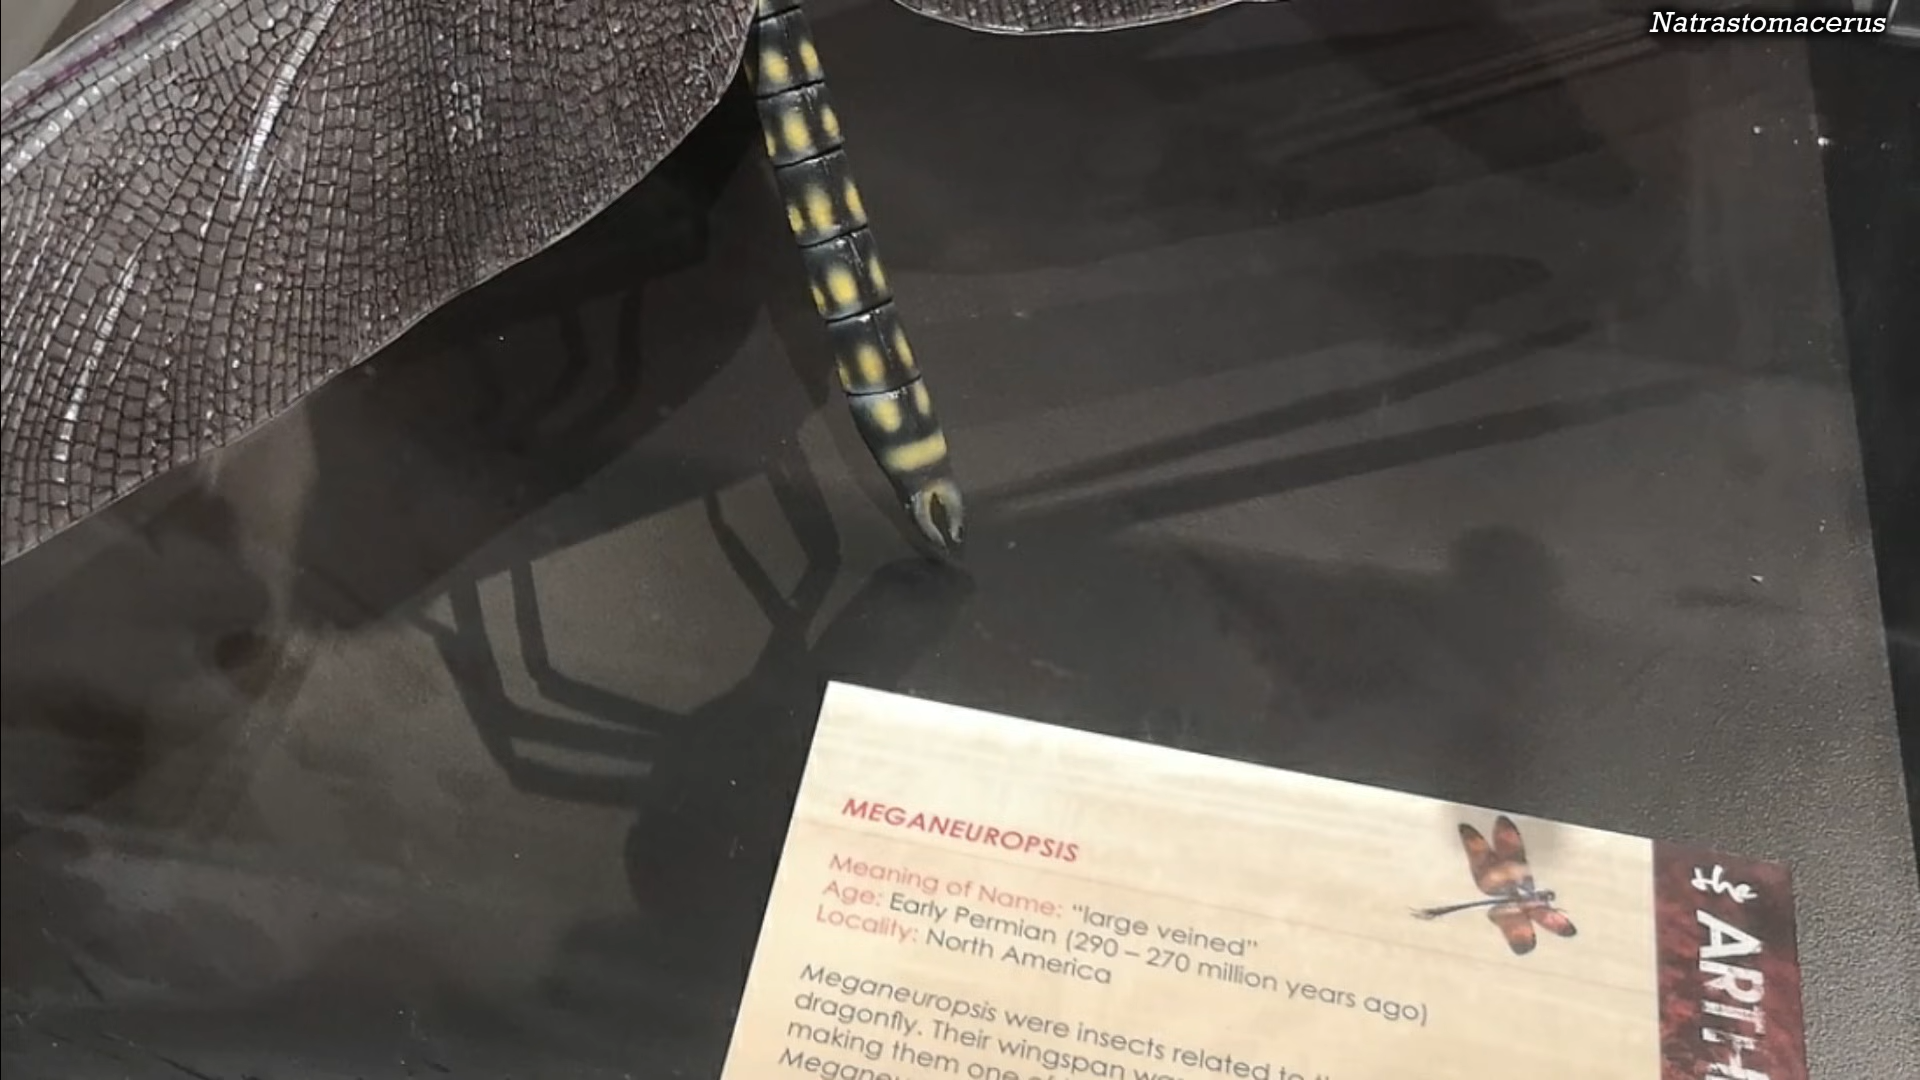 Natrastomacerus
MEGANEUROPSIS
Meaning of Name: “large veined”
Age: Early Permian (290 – 270 million years ago)
Locality: North America
Meganeuropsis were insects related to
dragonfly. Their wingspan
making them one
the